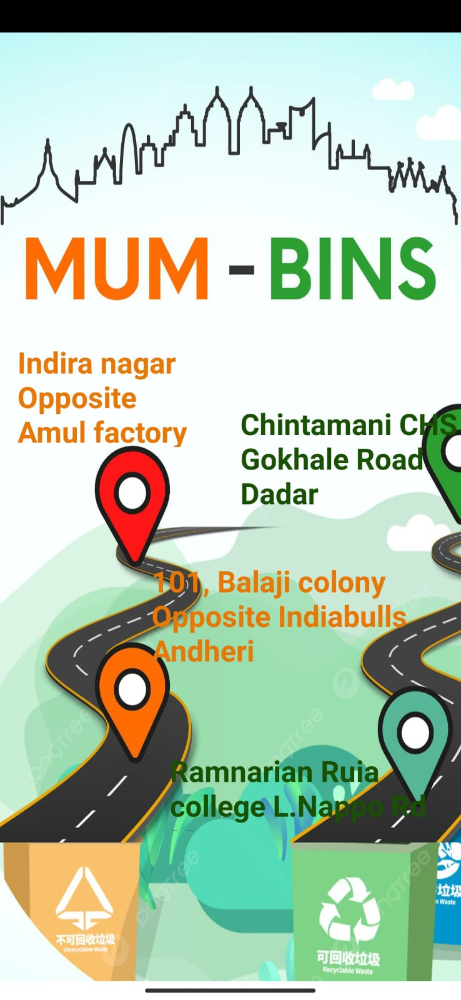 MUM - BINS
Indira nagar
Opposite
Amul factory
Chintamani CHS
Gokhale Road
Dadar
101, Balaji colony
Opposite Indiabulls
Andheri
Ramnarian Ruia
college L.Nappo Rd
不可回收垃圾
Unrecyclable Waste
可回收垃圾
Recyclable Waste
垃圾
n Waste
pngtree